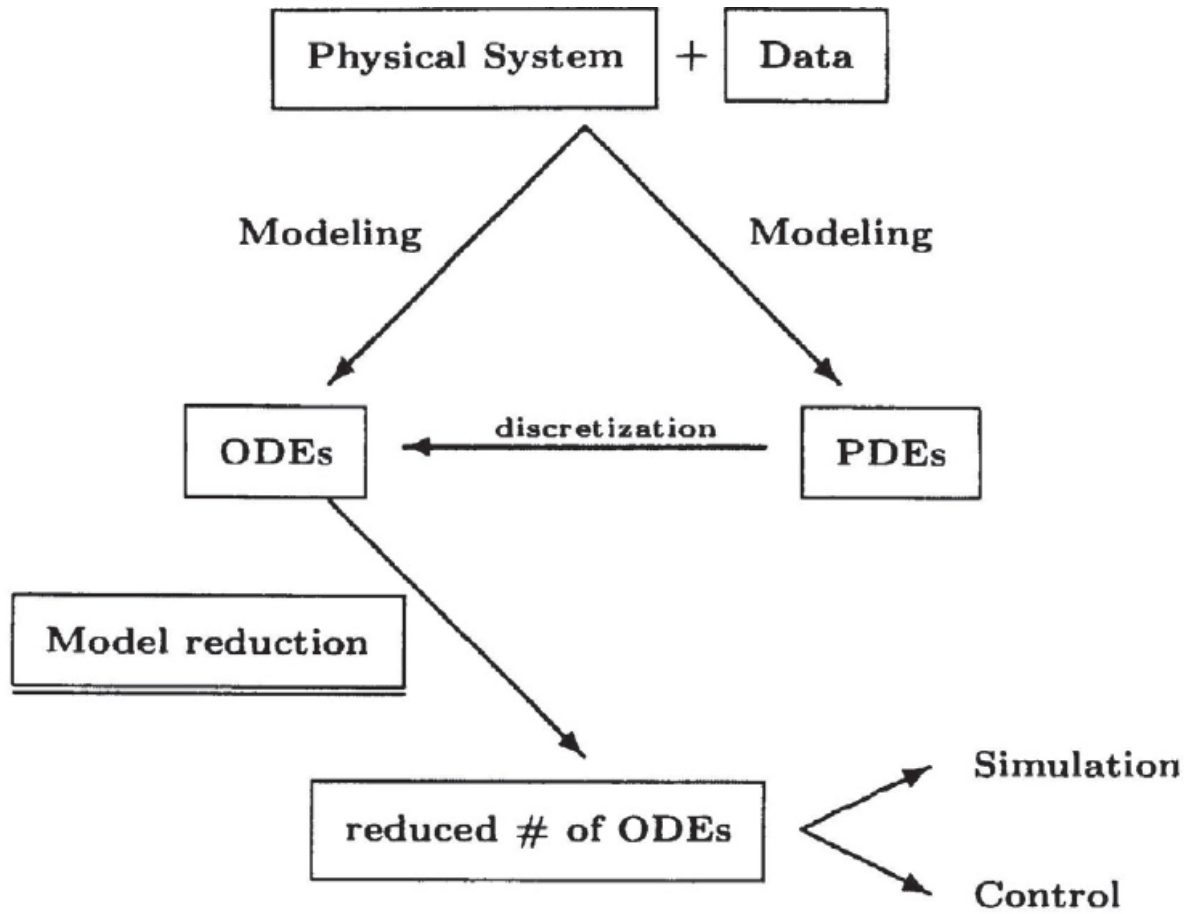 Physical System + Data
Modeling Modeling
discretization
ODEs PDEs
Model reduction
reduced # of ODEs
Simulation
Control